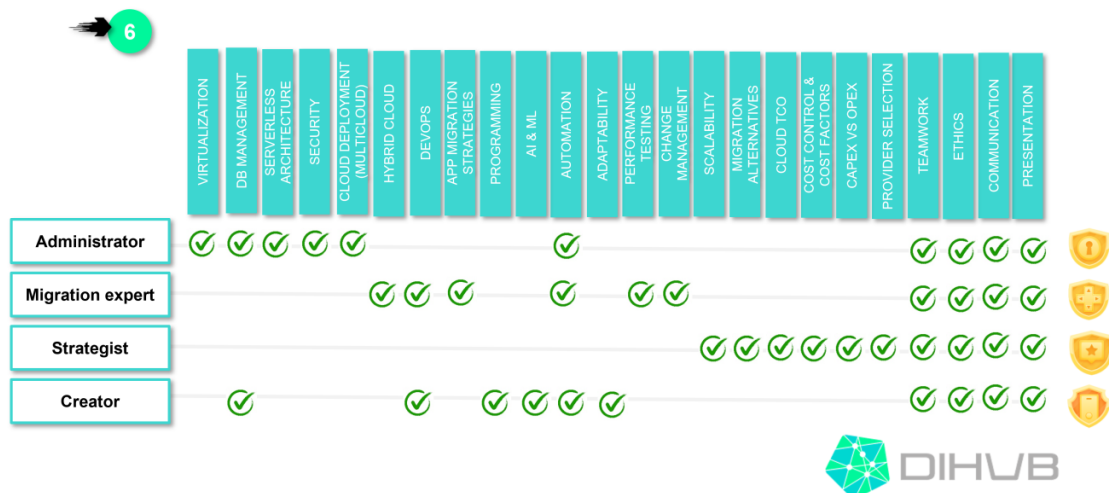 6
VIRTUALIZATION
DB MANAGEMENT
SERVERLESS
ARCHITECTURE
SECURITY
CLOUD DEPLOYMENT
(MULTICLOUD)
HYBRID CLOUD
DEVOPS
APP MIGRATION
STRATEGIES
PROGRAMMING
AI & ML
AUTOMATION
ADAPTABILITY
PERFORMANCE
TESTING
CHANGE
MANAGEMENT
SCALABILITY
MIGRATION
ALTERNATIVES
CLOUD TCO
COST CONTROL &
COST FACTORS
CAPEX VS OPEX
PROVIDER SELECTION
TEAMWORK
ETHICS
COMMUNICATION
PRESENTATION
Administrator
Migration expert
Strategist
Creator
DIHUB